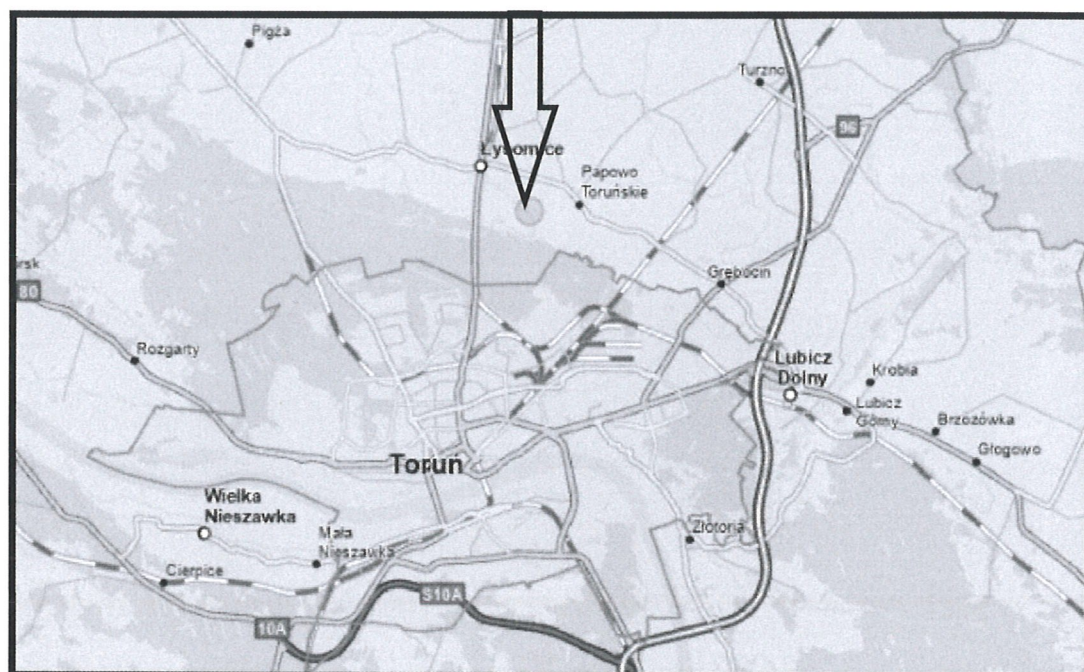 Pigża
Turzno
96
Papowo
Toruńskie
Grębocin
80
Rozgarty
Lubicz
Dolny
Krobia
Lubicz
Górny
Brzozówka
Głogowo
Toruń
Wielka
Nieszawka
Mała
Nieszawka
Złotoria
Cierpice
S10A
10A